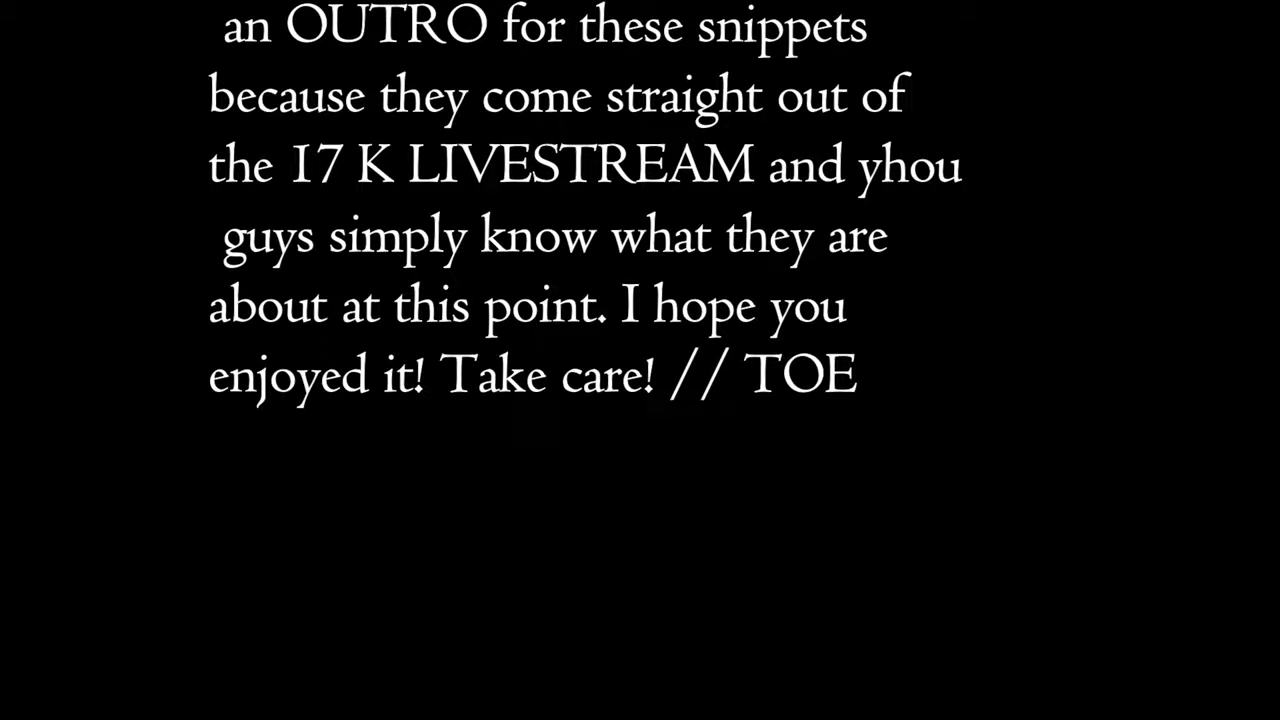 an OUTRO for these snippets
because they come straight out of
the 17 K LIVESTREAM and yhou
guys simply know what they are
about at this point. I hope you
enjoyed it! Take care! // TOE